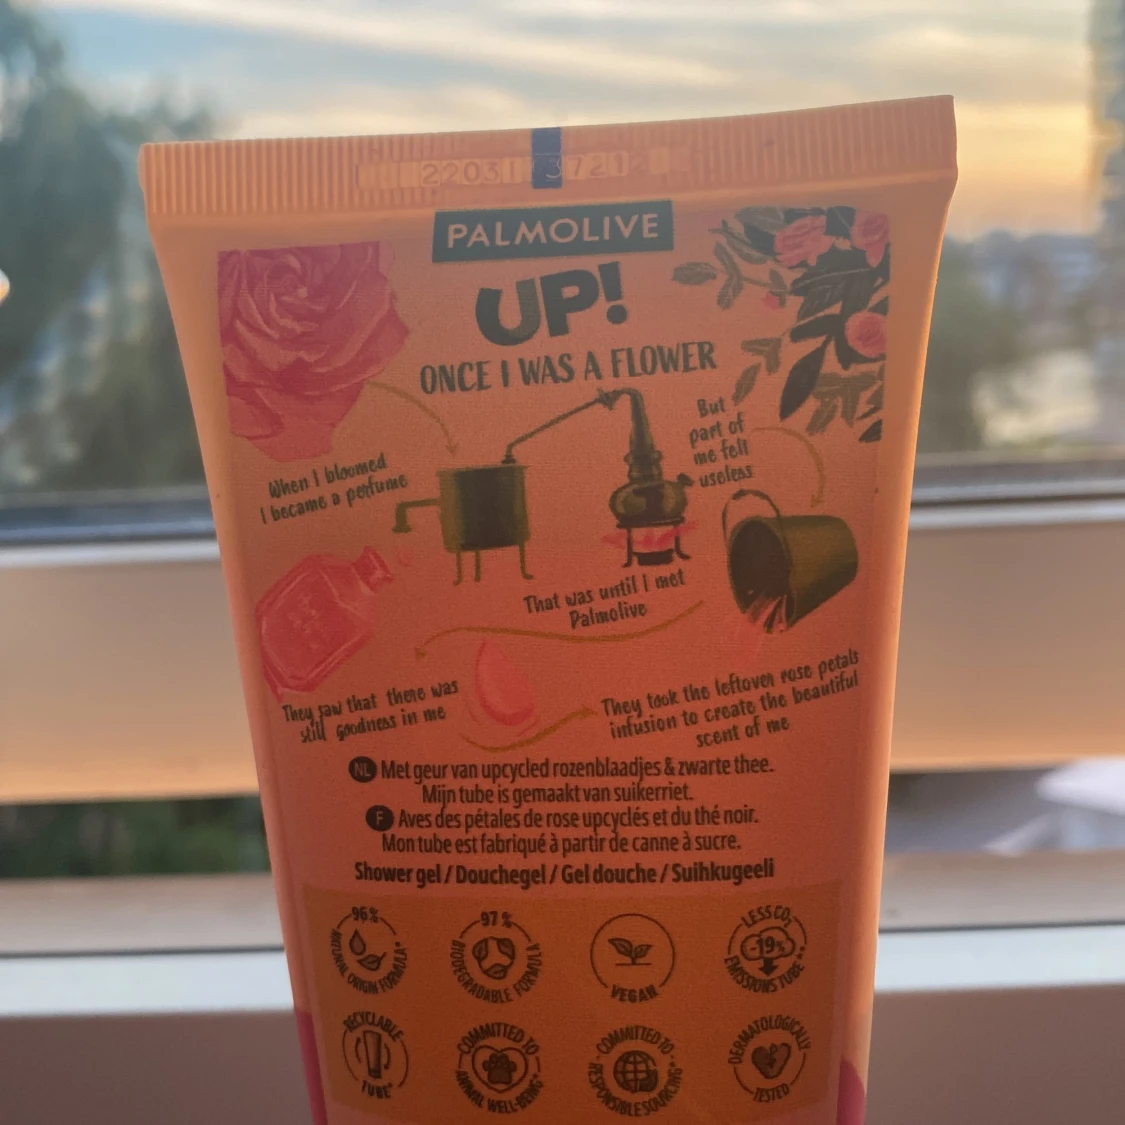 PALMOLIVE
UP!
ONCE I WAS A FLOWER
When I bloomed
I became a perfume
But
part of
me felt
useless
That was until I met
Palmolive
They saw that there was
still goodness in me
They took the leftover rose petals
infusion to create the beautiful
scent of me
NL Met geur van upcycled rozenblaadjes & zwarte thee.
Mijn tube is gemaakt van suikerriet.
F Aves des pétales de rose upcyclés et du thé noir.
Mon tube est fabriqué à partir de canne à sucre.
Shower gel / Douchegel / Gel douche / Suihkugeeli
96%
NATURAL ORIGIN FORMULA*
97%
BIODEGRADABLE FORMULA
VEGAN
LESS CO2
-19%
EMISSIONS TUBE**
RECYCLABLE
TUBE*
COMMITTED TO
ANIMAL WELL-BEING*
COMMITTED TO
RESPONSIBLE SOURCING*
DERMATOLOGICALLY
TESTED